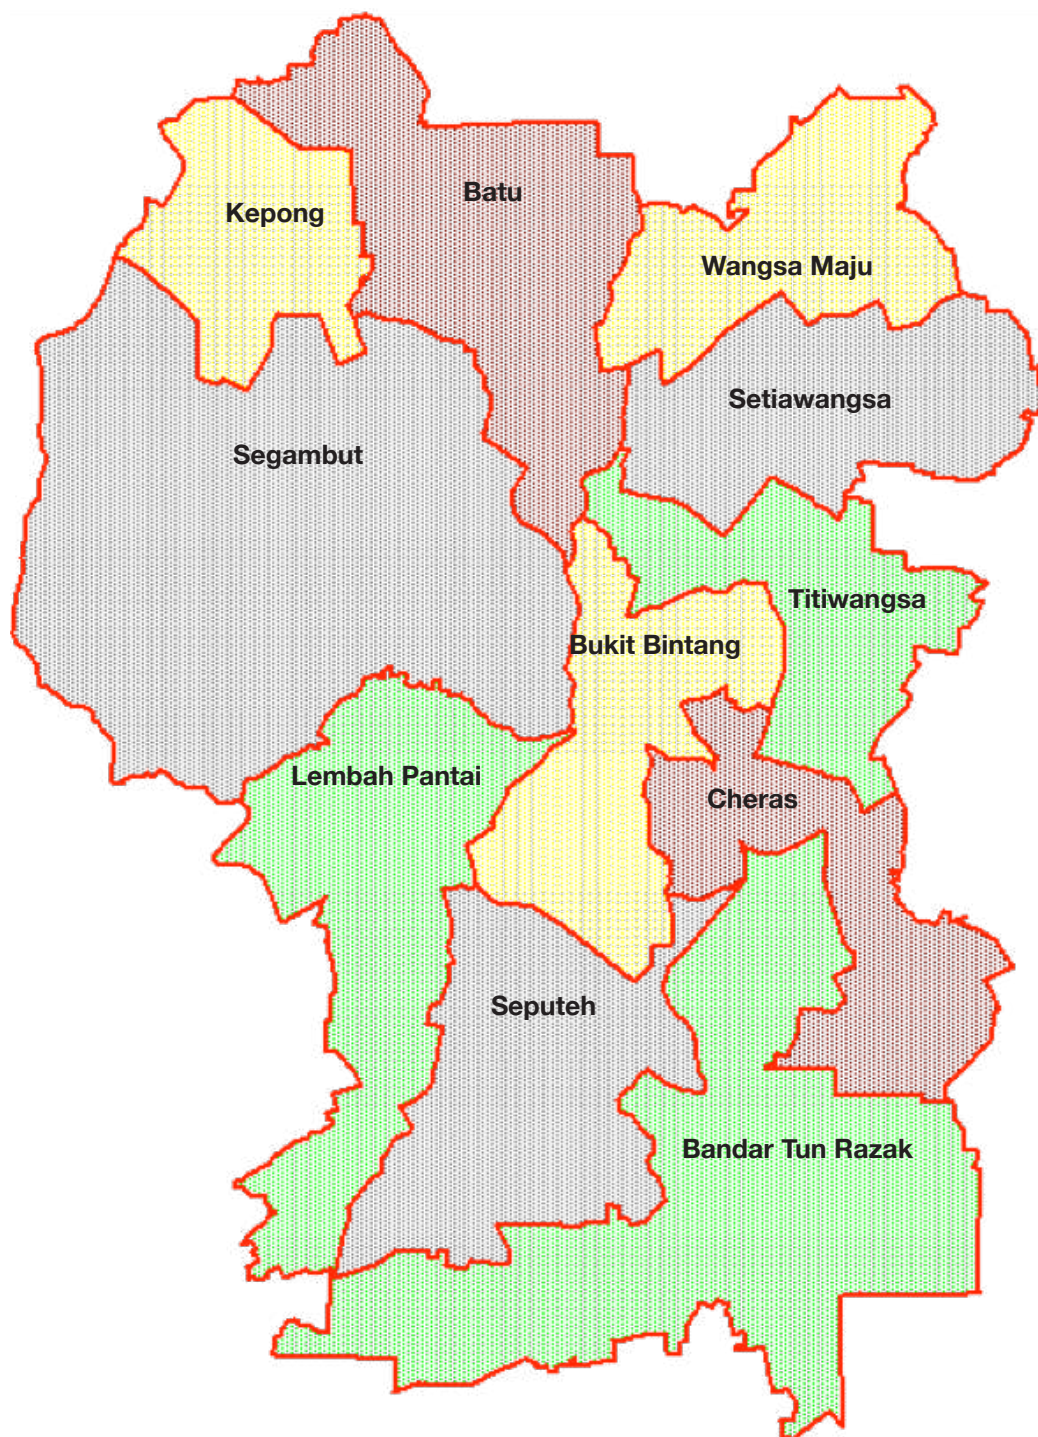 Batu
Kepong
Wangsa Maju
Setiawangsa
Segambut
Titiwangsa
Bukit Bintang
Lembah Pantai
Cheras
Seputeh
Bandar Tun Razak